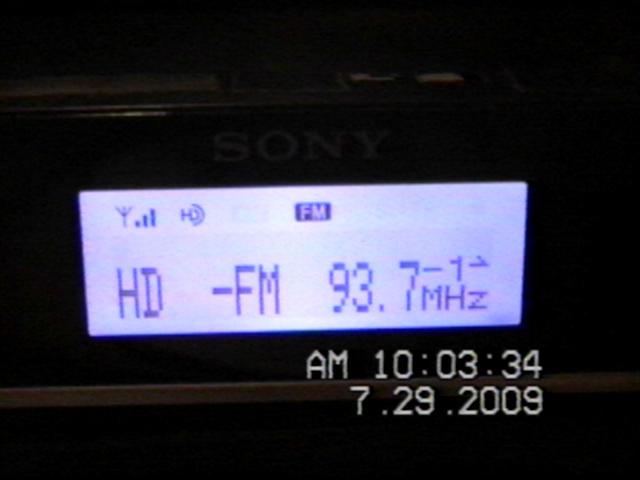 SONY
HD FM
HD -FM 93.7 -1 MHz
AM 10:03:34
7.29.2009